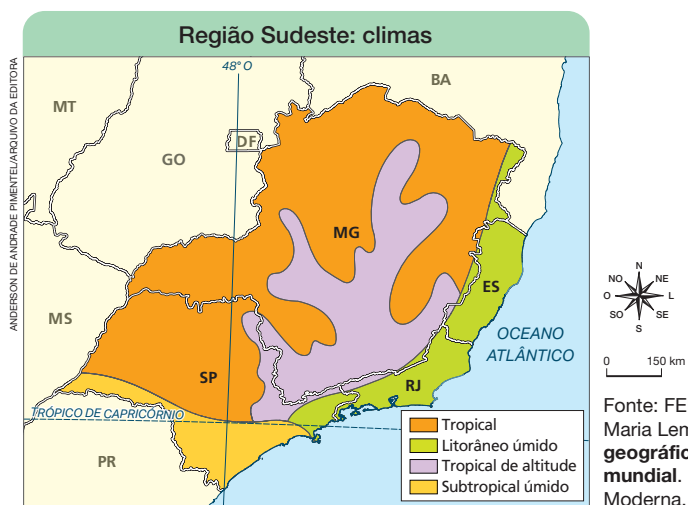 Região Sudeste: climas
ANDERSON DE ANDRADE PIMENTEL/ARQUIVO DA EDITORA
48° O
BA
MT
DF
GO
MG
MS
ES
OCEANO
ATLÂNTICO
SP
RJ
TRÓPICO DE CAPRICÓRNIO
PR
Tropical
Litorâneo úmido
Tropical de altitude
Subtropical úmido
N
NO
NE
O
L
SO
SE
S
0 150 km
Fonte: FE
Maria Lem
geográfic
mundial.
Moderna.